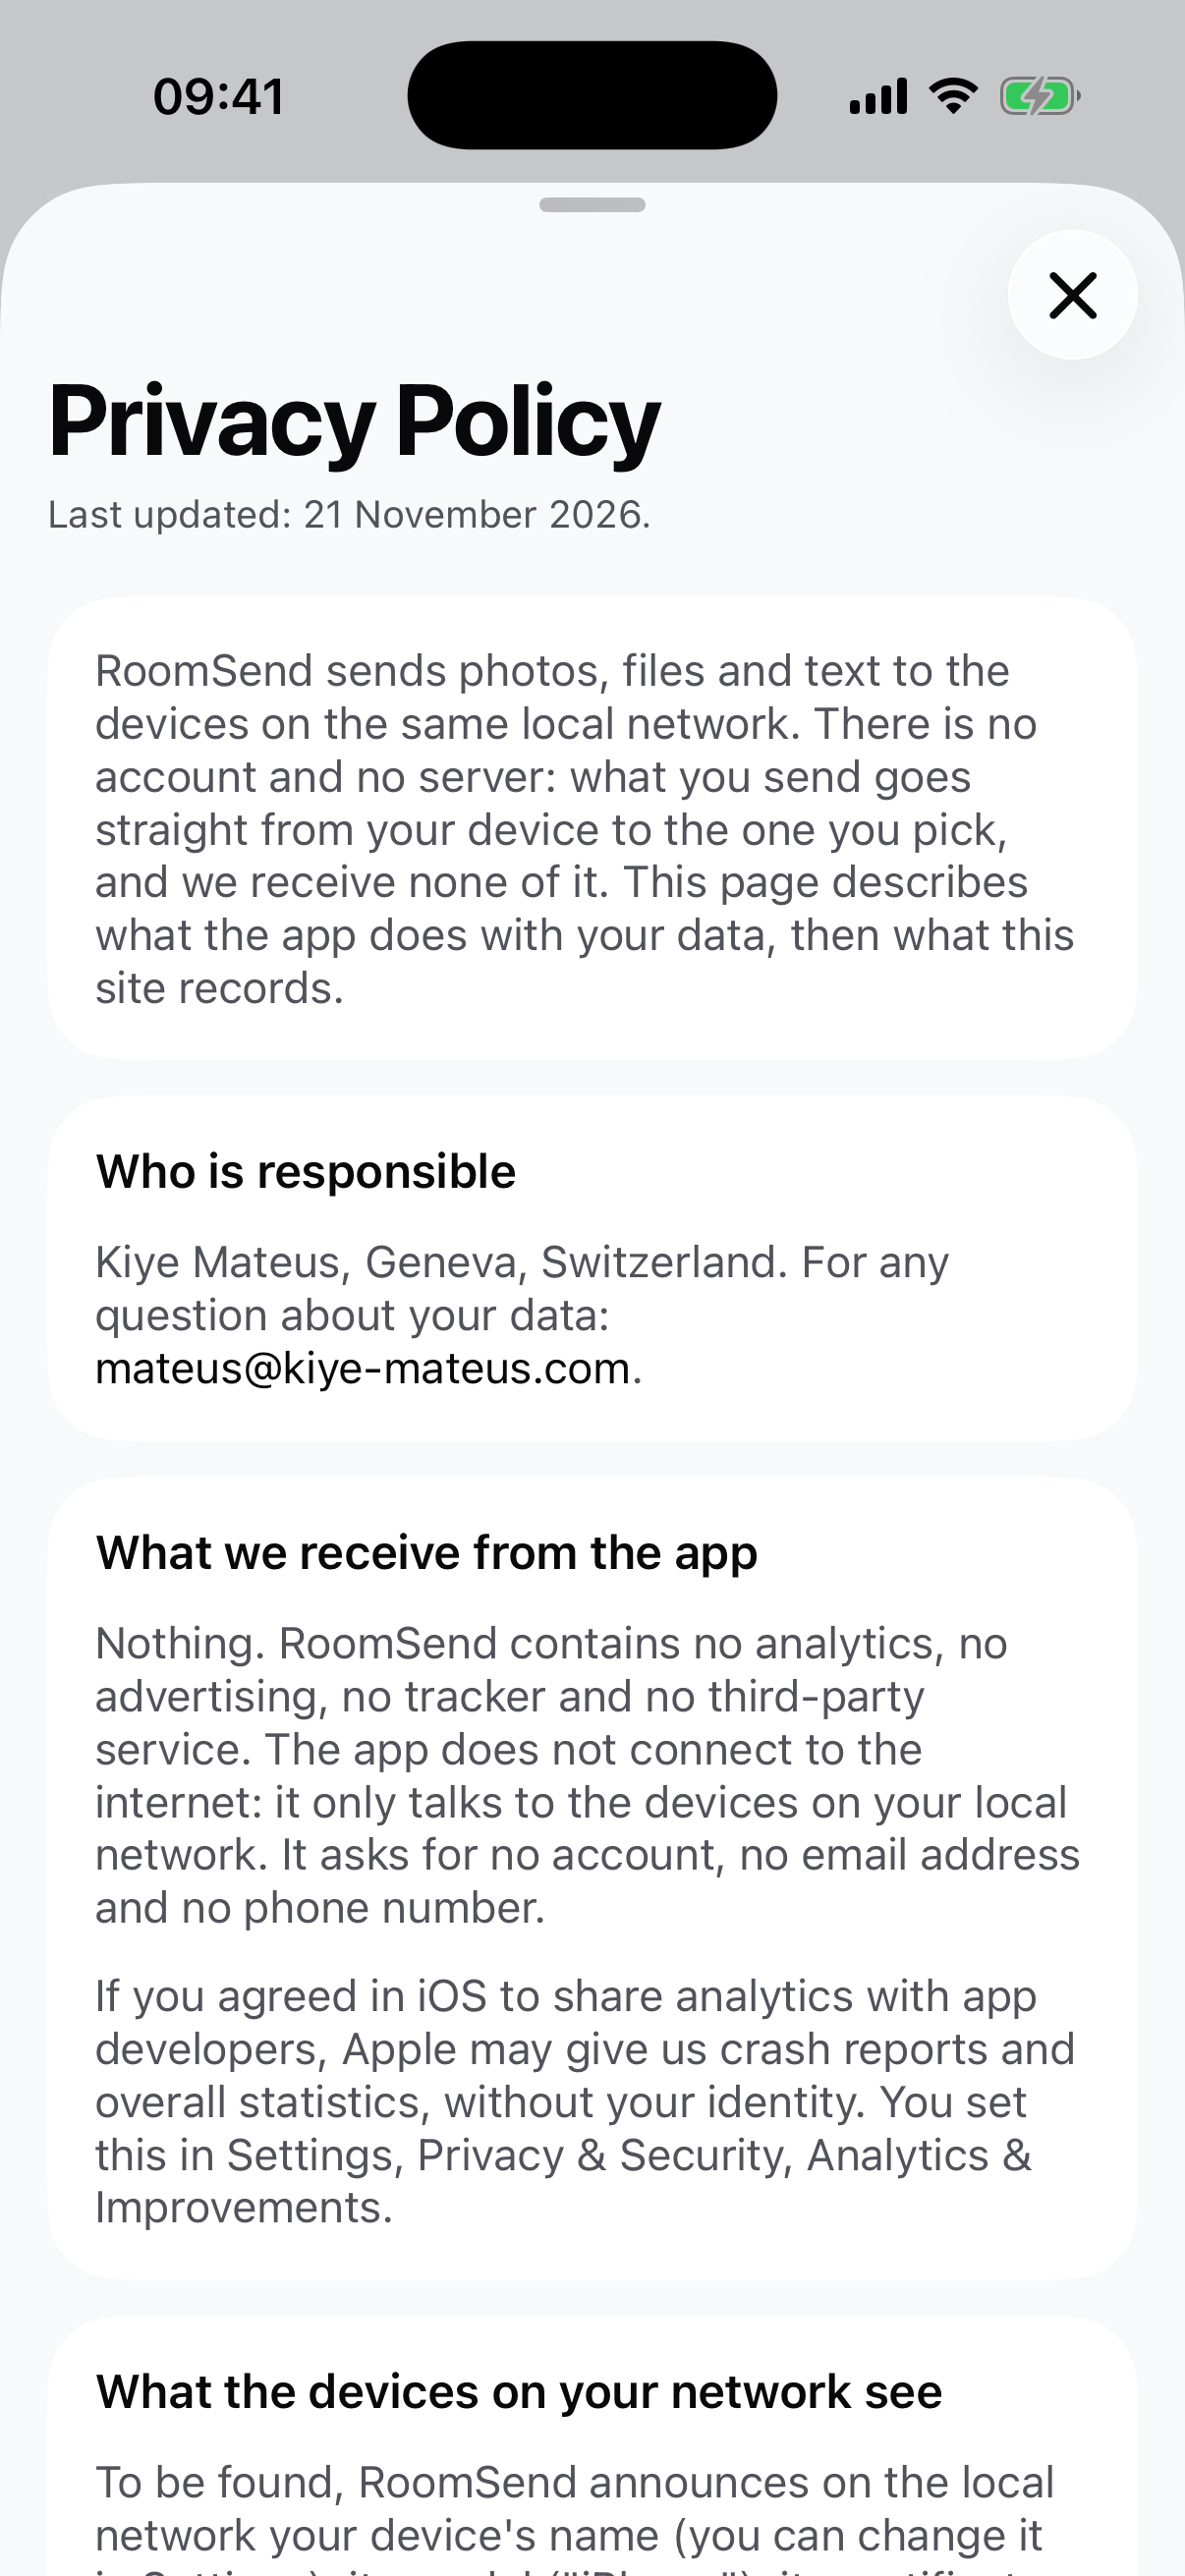 09:41
Privacy Policy
Last updated: 21 November 2026.
RoomSend sends photos, files and text to the
devices on the same local network. There is no
account and no server: what you send goes
straight from your device to the one you pick,
and we receive none of it. This page describes
what the app does with your data, then what this
site records.
Who is responsible
Kiye Mateus, Geneva, Switzerland. For any
question about your data:
mateus@kiye-mateus.com.
What we receive from the app
Nothing. RoomSend contains no analytics, no
advertising, no tracker and no third-party
service. The app does not connect to the
internet: it only talks to the devices on your local
network. It asks for no account, no email address
and no phone number.
If you agreed in iOS to share analytics with app
developers, Apple may give us crash reports and
overall statistics, without your identity. You set
this in Settings, Privacy & Security, Analytics &
Improvements.
What the devices on your network see
To be found, RoomSend announces on the local
network your device's name (you can change it